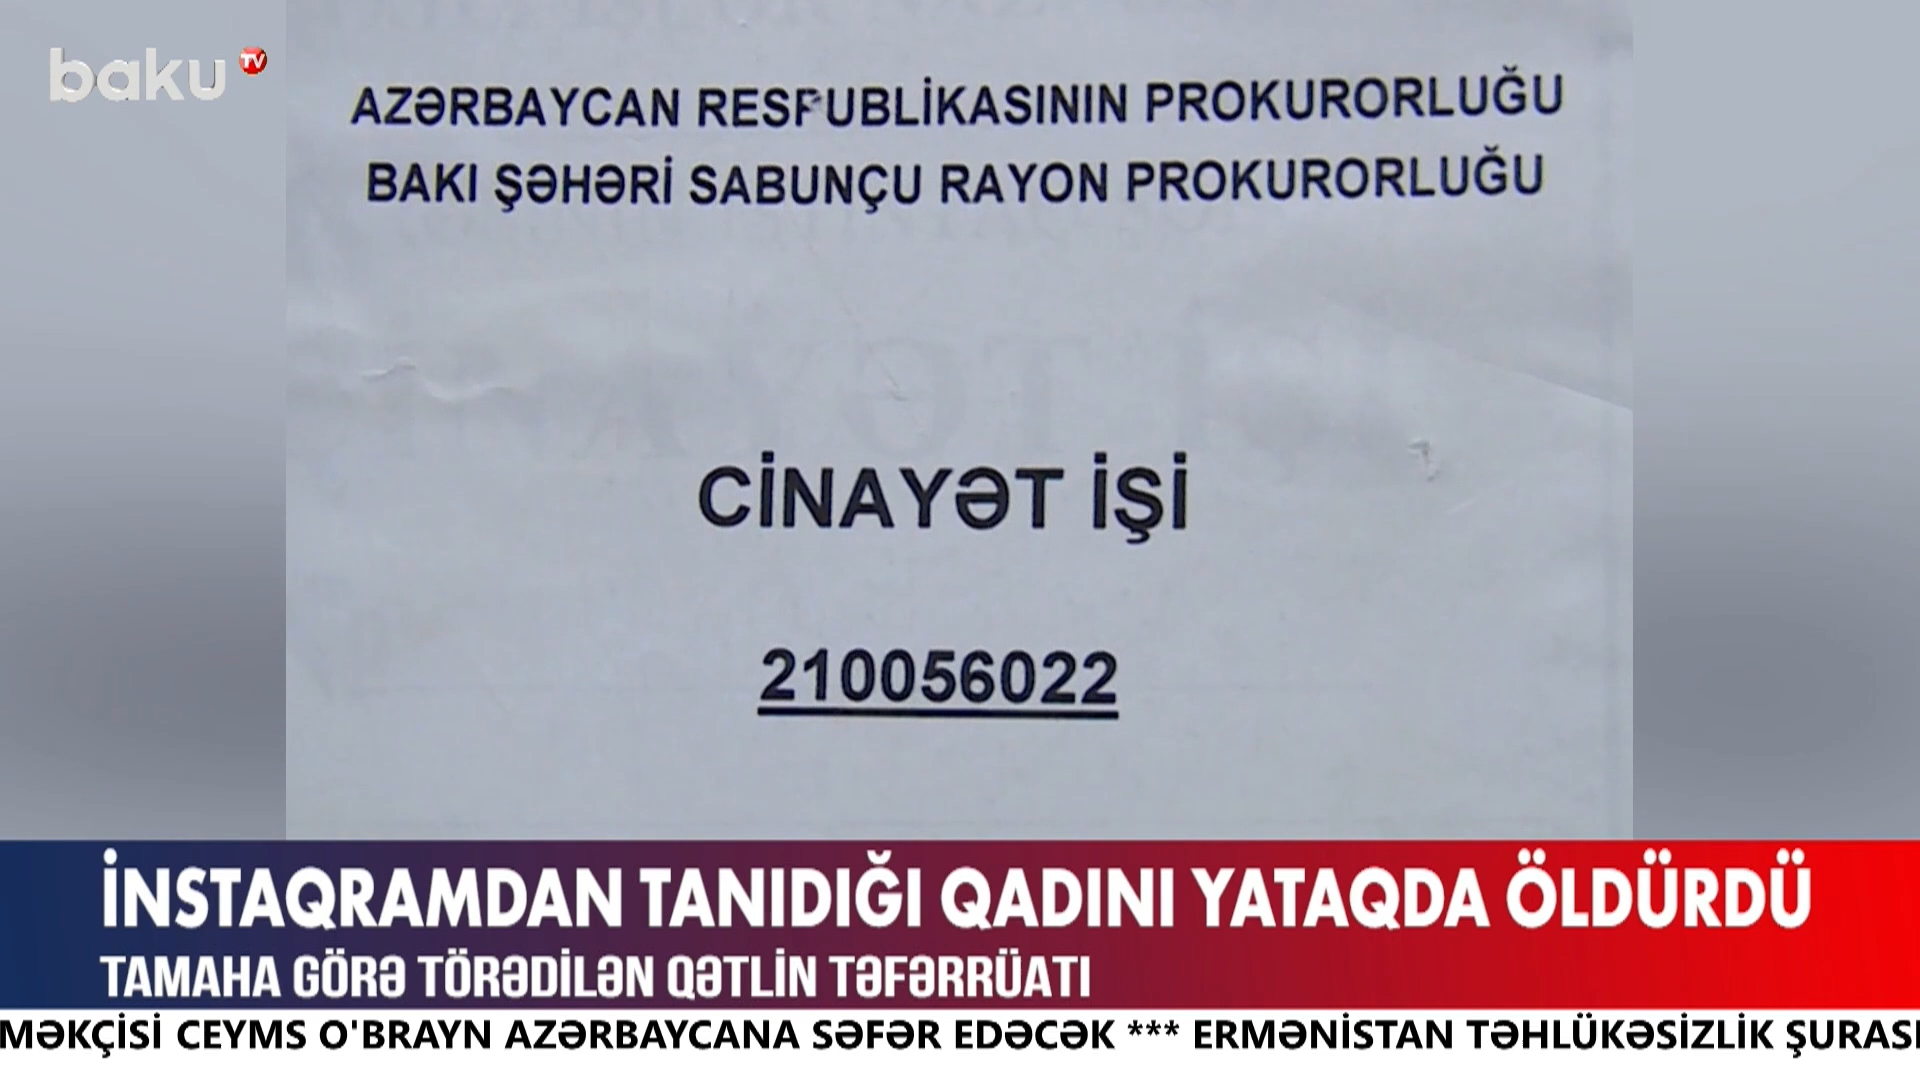 baku TV
AZƏRBAYCAN RESPUBLİKASININ PROKURORLUĞU
BAKI ŞƏHƏRİ SABUNÇU RAYON PROKURORLUĞU
CİNAYƏT İŞİ
210056022
İNSTAQRAMDAN TANIDIĞI QADINI YATAQDA ÖLDÜRDÜ
TAMAHA GÖRƏ TÖRƏDİLƏN QƏTLİN TƏFƏRRÜATI
MƏKÇİSİ CEYMS O'BRAYN AZƏRBAYCANA SƏFƏR EDƏCƏK *** ERMƏNİSTAN TƏHLÜKƏSİZLİK ŞURASI